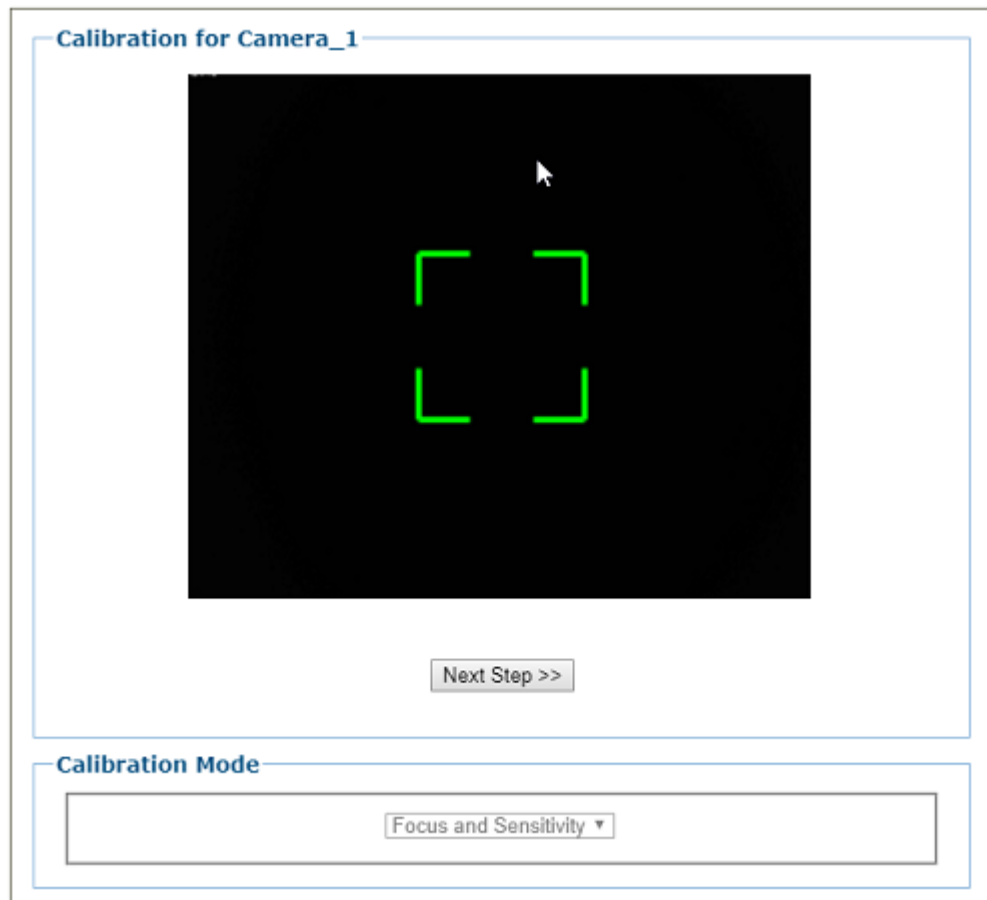 Calibration for Camera_1
Next Step >>
Calibration Mode
Focus and Sensitivity ▼